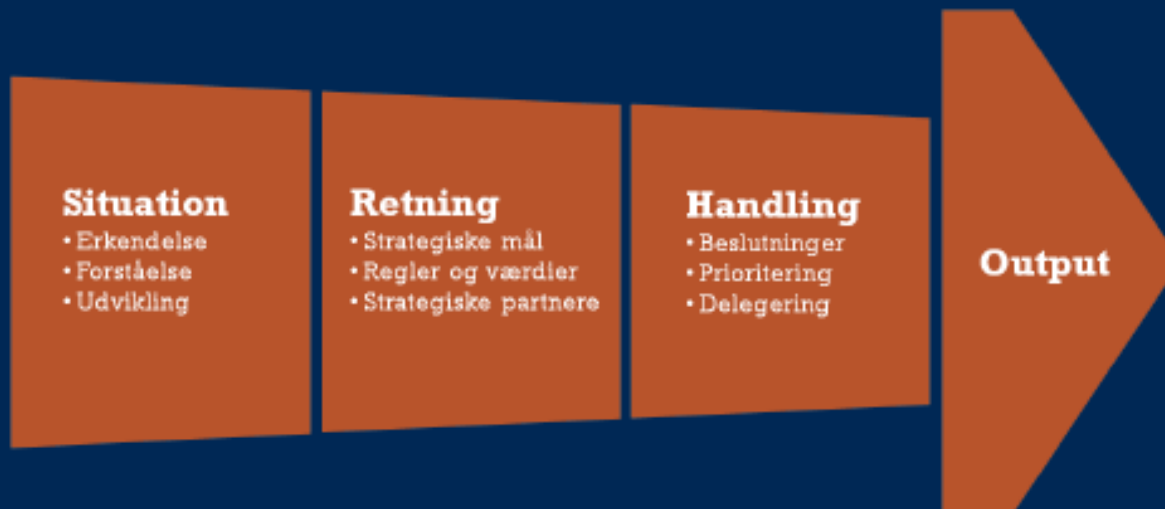 Situation
• Erkendelse
• Forståelse
• Udvikling
Retning
• Strategiske mål
• Regler og værdier
• Strategiske partnere
Handling
• Beslutninger
• Prioritering
• Delegering
Output